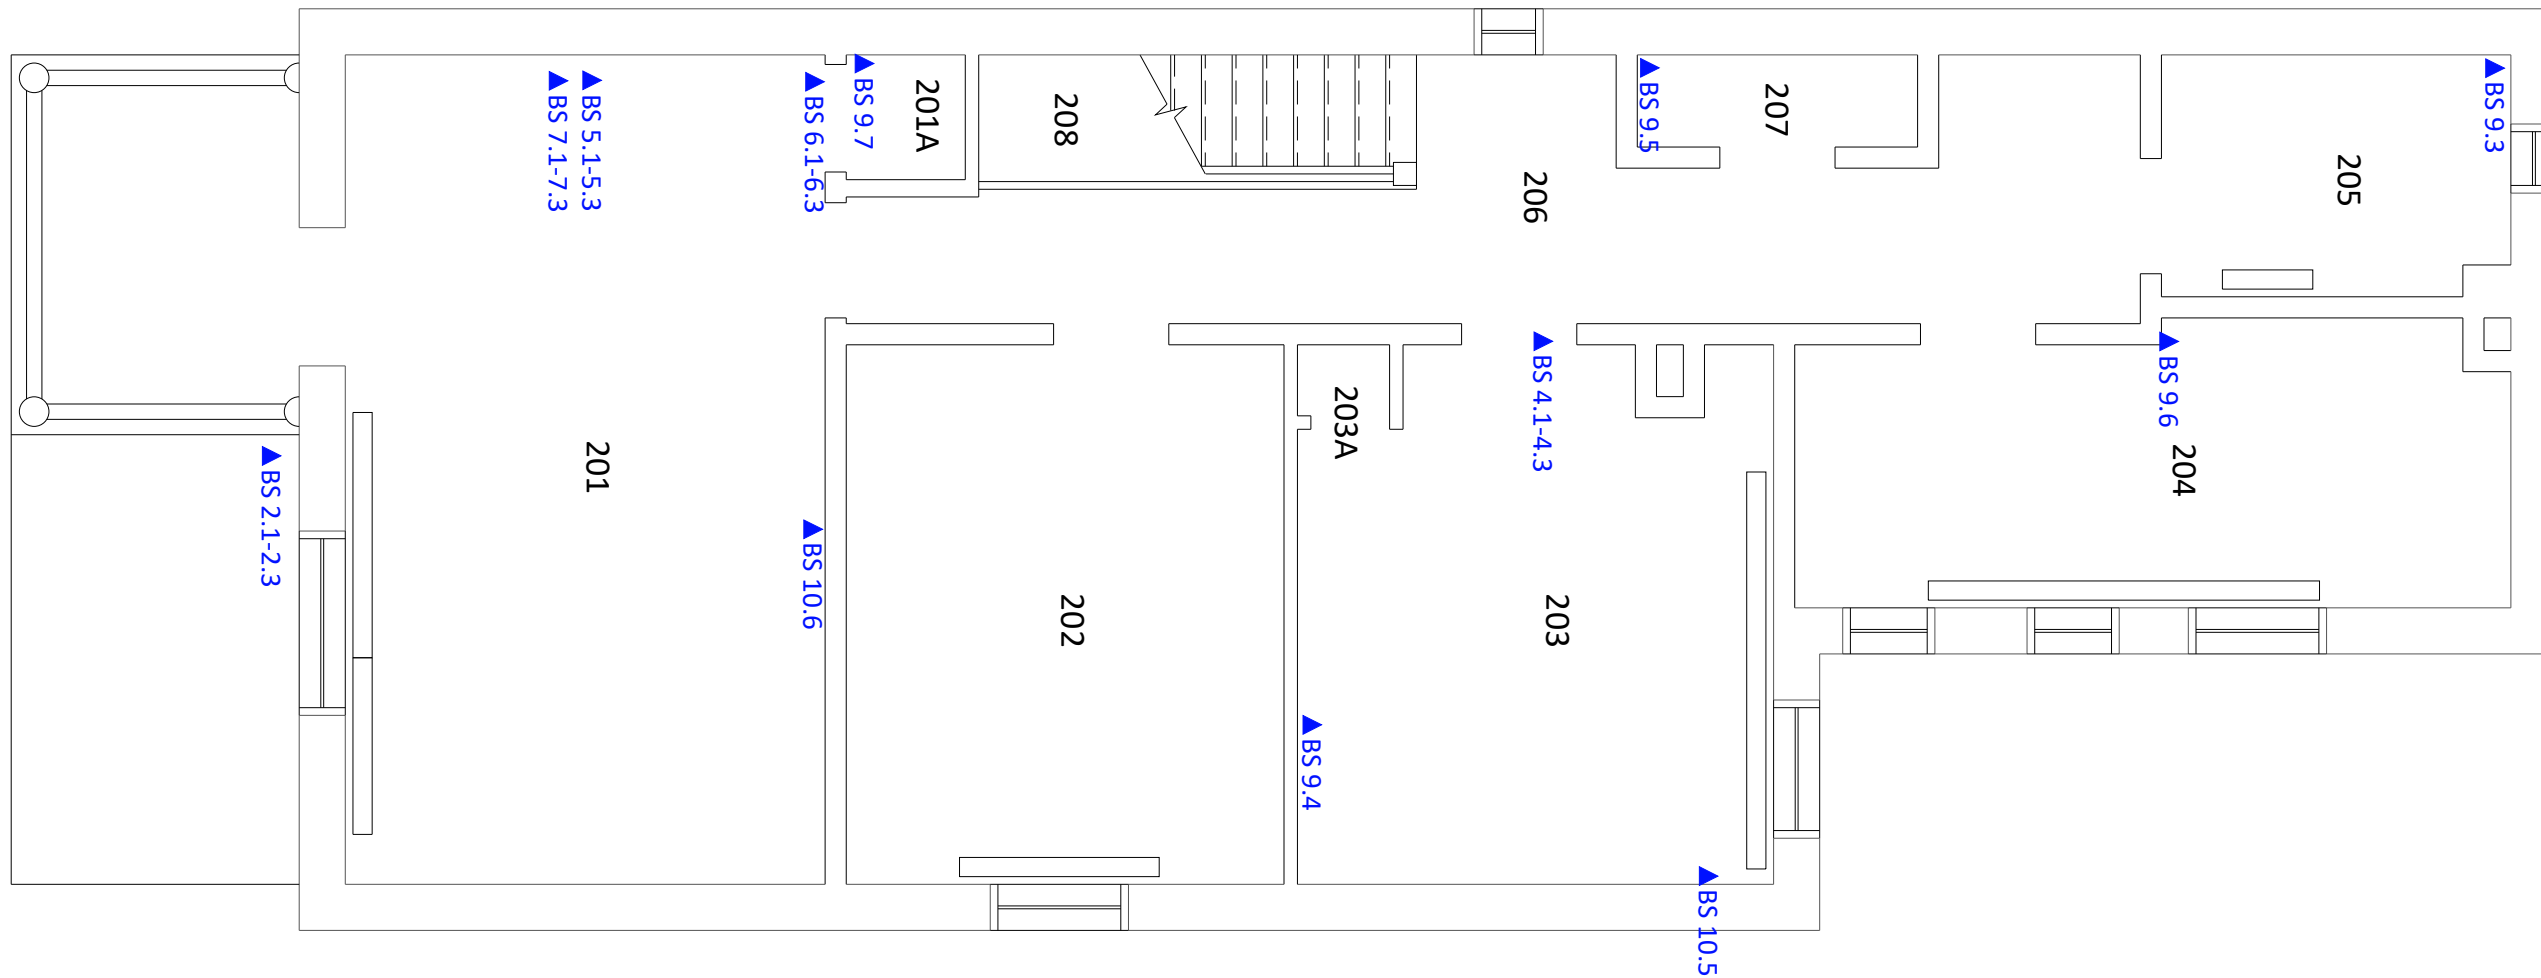 BS 9.3
205
BS 9.6
204
207
BS 9.5
206
BS 4.1-4.3
203
BS 10.5
203A
BS 9.4
208
202
201A
BS 9.7
BS 6.1-6.3
BS 10.6
BS 5.1-5.3
BS 7.1-7.3
201
BS 2.1-2.3